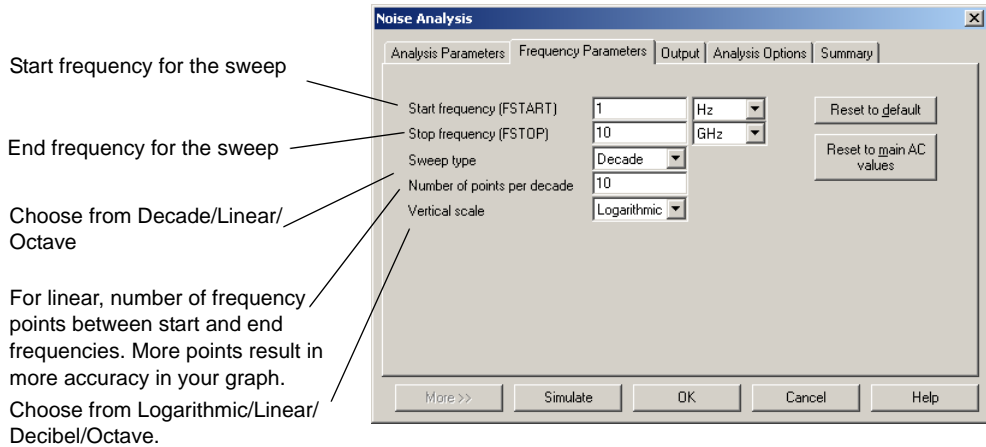 Noise Analysis
Analysis Parameters Frequency Parameters Output Analysis Options Summary
Start frequency for the sweep
End frequency for the sweep
Choose from Decade/Linear/
Octave
For linear, number of frequency
points between start and end
frequencies. More points result in
more accuracy in your graph.
Choose from Logarithmic/Linear/
Decibel/Octave.
Start frequency (FSTART) 1 Hz
Stop frequency (FSTOP) 10 GHz
Sweep type Decade
Number of points per decade 10
Vertical scale Logarithmic
Reset to default
Reset to main AC
values
More >> Simulate OK Cancel Help